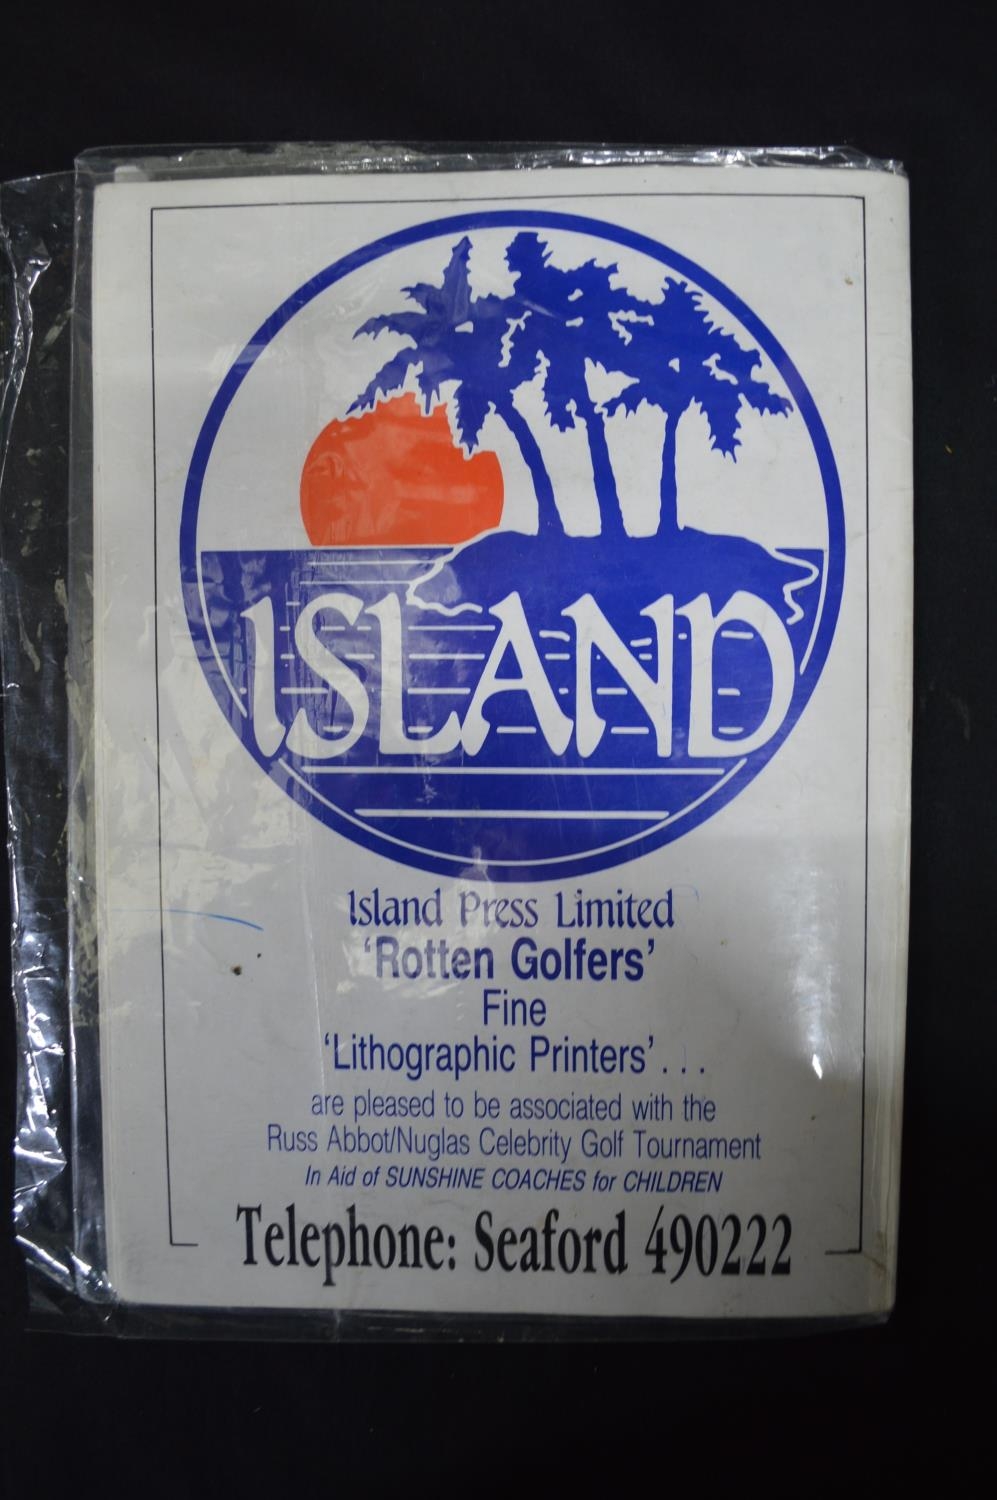 ISLAND
Island Press Limited
'Rotten Golfers'
Fine
'Lithographic Printers'...
are pleased to be associated with the
Russ Abbot/Nuglas Celebrity Golf Tournament
In Aid of SUNSHINE COACHES for CHILDREN
Telephone: Seaford 490222